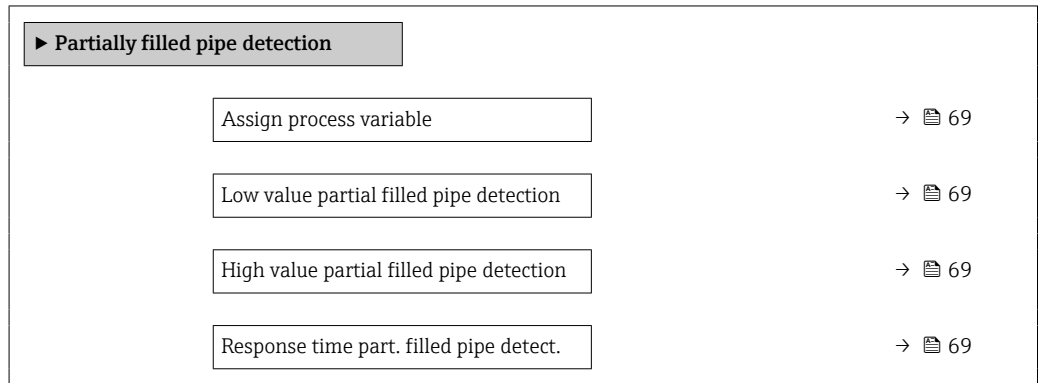 ▶ Partially filled pipe detection
Assign process variable → 69
Low value partial filled pipe detection → 69
High value partial filled pipe detection → 69
Response time part. filled pipe detect. → 69